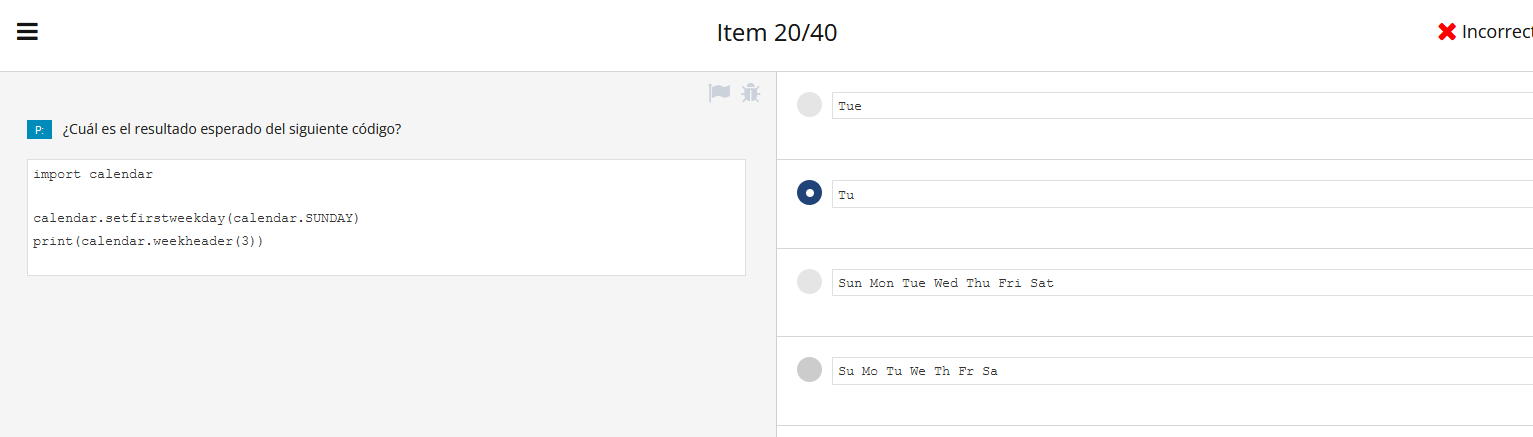 Item 20/40
Incorrect
P: ¿Cuál es el resultado esperado del siguiente código?
import calendar
calendar.setfirstweekday(calendar.SUNDAY)
print(calendar.weekheader(3))
Tue
Tu
Sun Mon Tue Wed Thu Fri Sat
Su Mo Tu We Th Fr Sa